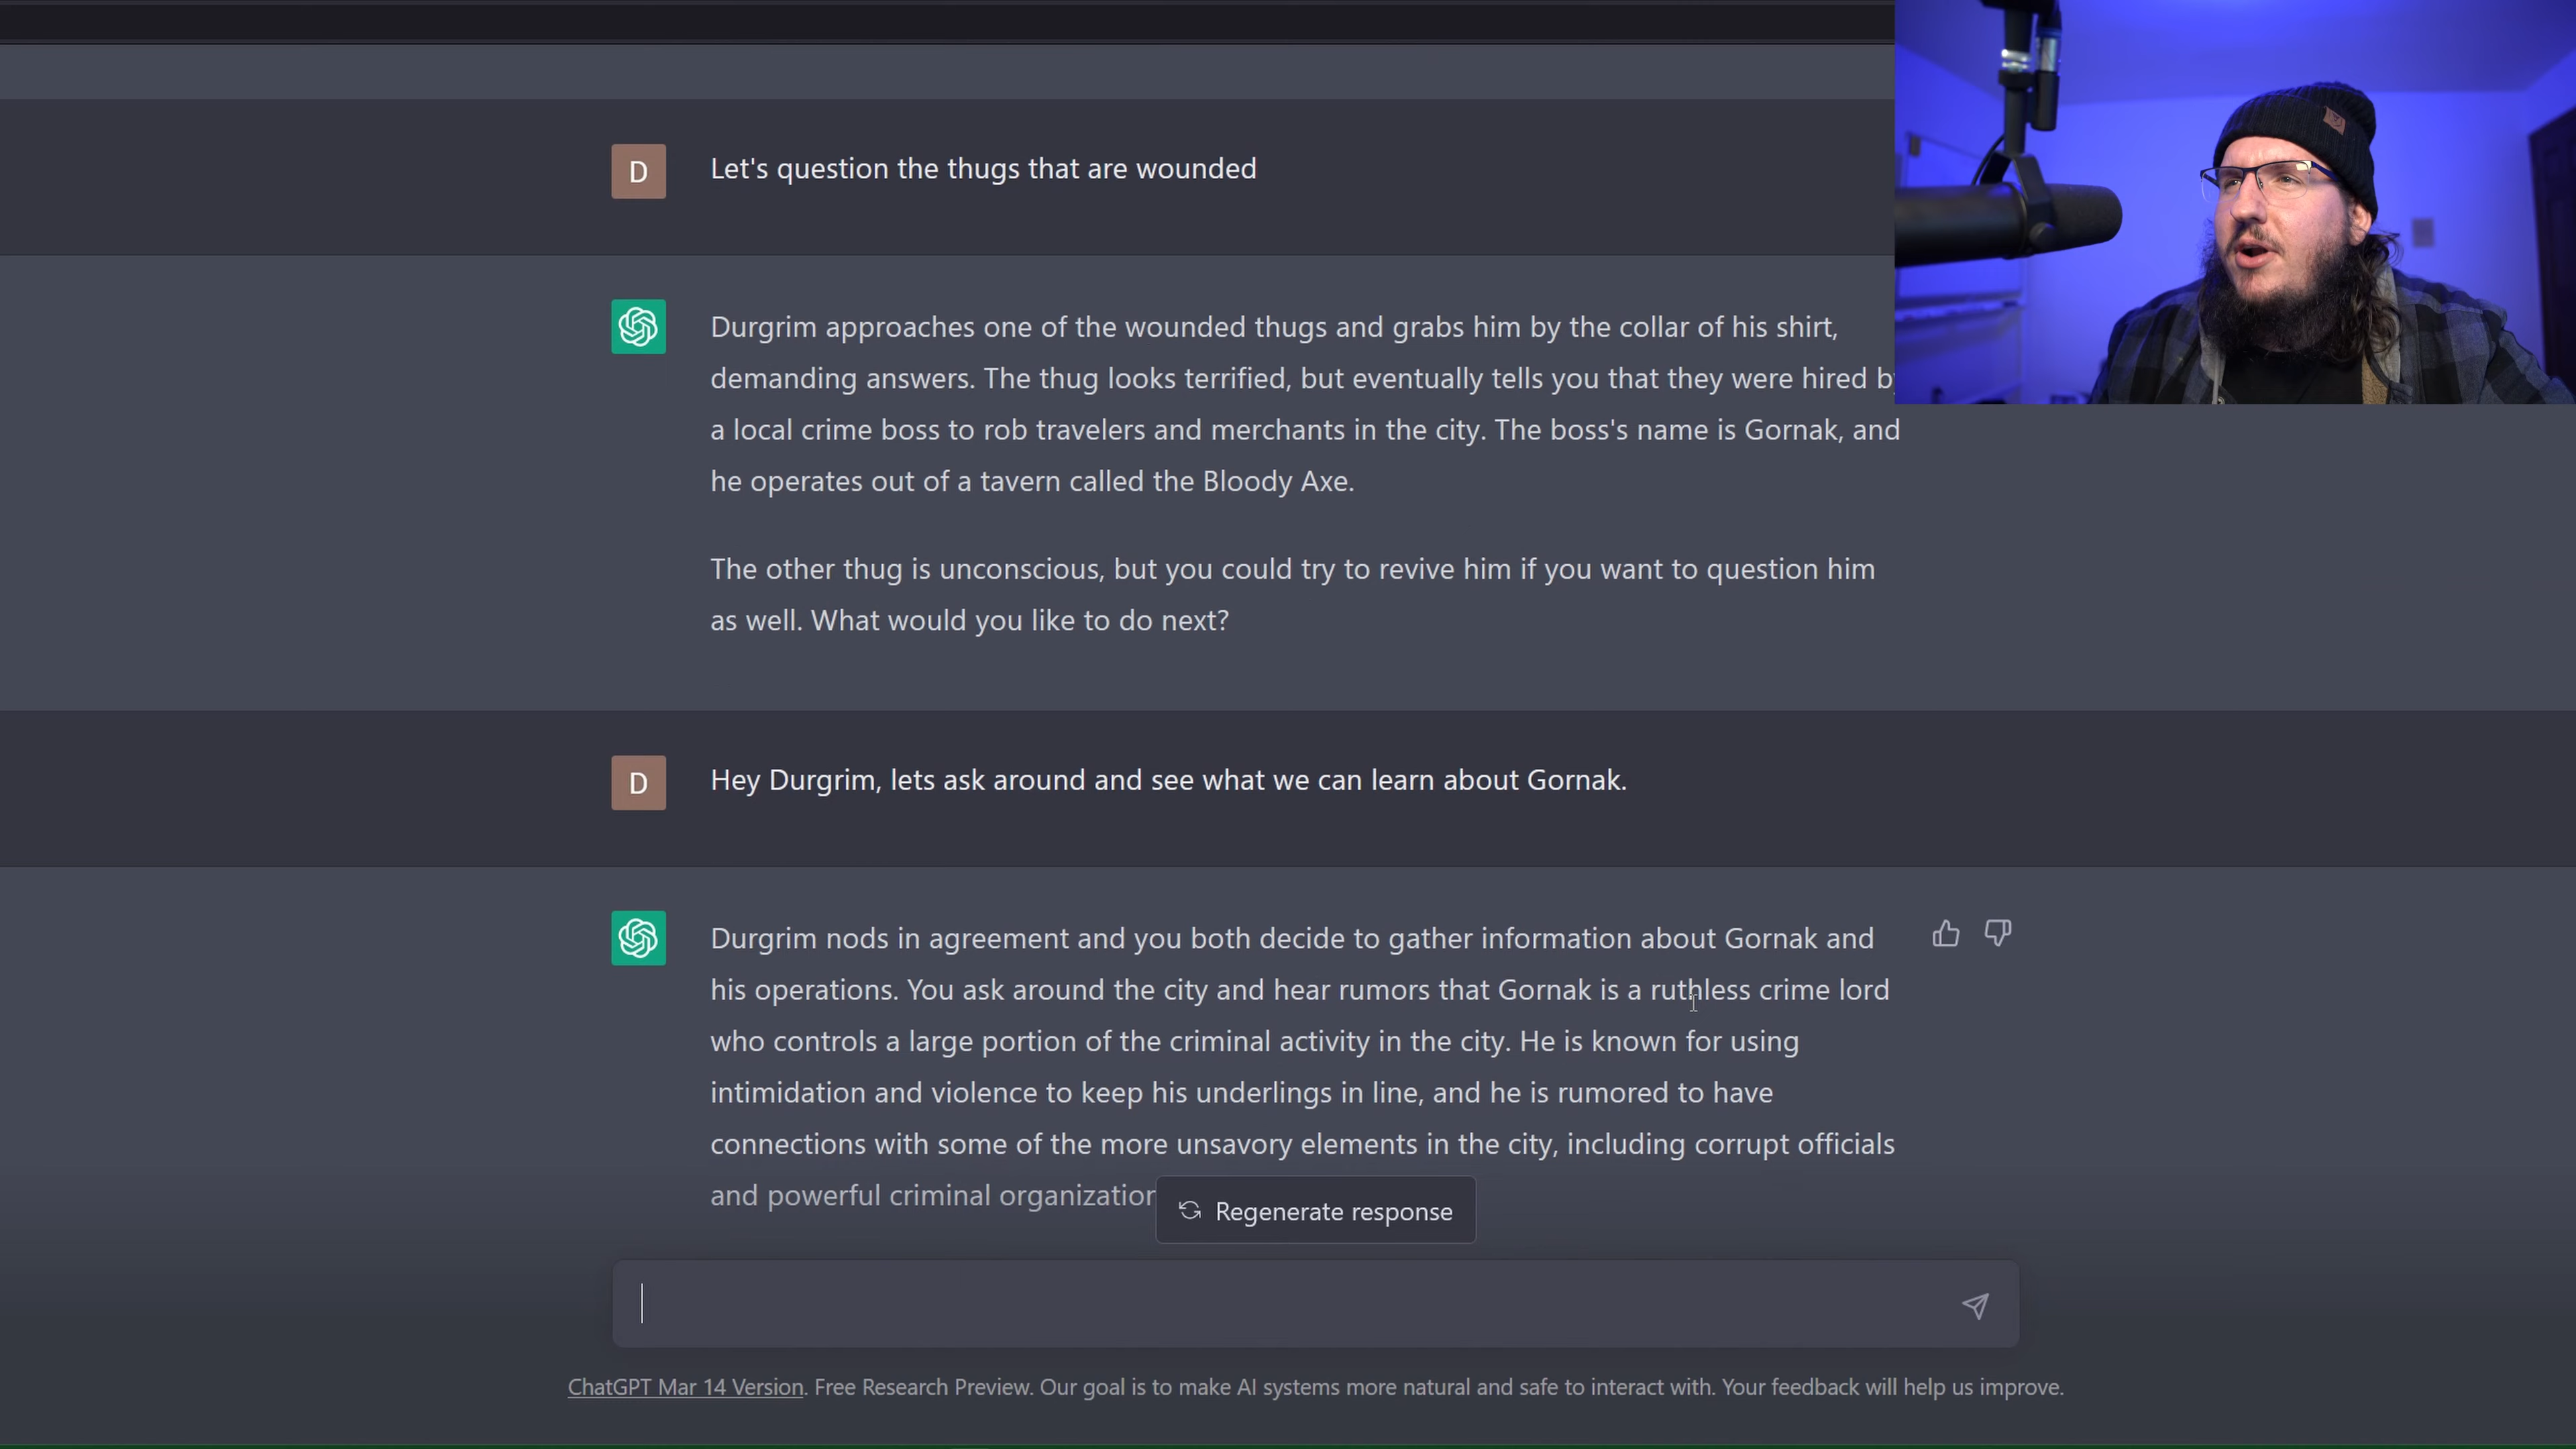 D
Let's question the thugs that are wounded
Durgrim approaches one of the wounded thugs and grabs him by the collar of his shirt,
demanding answers. The thug looks terrified, but eventually tells you that they were hired
a local crime boss to rob travelers and merchants in the city. The boss's name is Gornak, and
he operates out of a tavern called the Bloody Axe.
The other thug is unconscious, but you could try to revive him if you want to question him
as well. What would you like to do next?
D
Hey Durgrim, lets ask around and see what we can learn about Gornak.
Durgrim nods in agreement and you both decide to gather information about Gornak and
his operations. You ask around the city and hear rumors that Gornak is a ruthless crime lord
who controls a large portion of the criminal activity in the city. He is known for using
intimidation and violence to keep his underlings in line, and he is rumored to have
connections with some of the more unsavory elements in the city, including corrupt officials
and powerful criminal
Regenerate response
ChatGPT Mar 14 Version. Free Research Preview. Our goal is to make AI systems more natural and safe to interact with. Your feedback will help us improve.